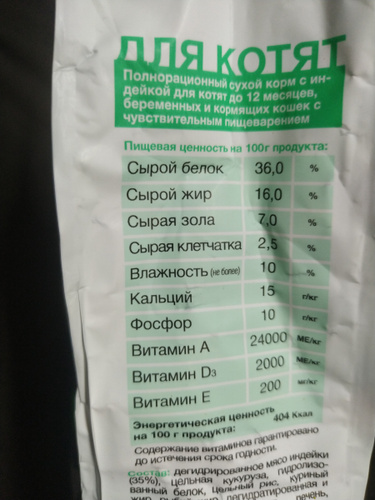 ДЛЯ КОТЯТ
Полнорационный сухой корм с ин-
дейкой для котят до 12 месяцев,
беременных и кормящих кошек с
чувствительным пищеварением
Пищевая ценность на 100г продукта:
Сырой белок 36,0 %
Сырой жир 16,0 %
Сырая зола 7,0 %
Сырая клетчатка 2,5 %
Влажность (не более) 10 %
Кальций 15 г/кг
Фосфор 10 г/кг
Витамин A 24000 МЕ/кг
Витамин D3 2000 МЕ/кг
Витамин E 200 мг/кг
Энергетическая ценность
на 100 г продукта: 404 Ккал
Содержание витаминов гарантировано
до истечения срока годности.
Состав: дегидрированное мясо индейки
(35%), цельная кукуруза, гидролизо-
ванный белок, цельный рис, куриный
жир, дегидрированная печень,